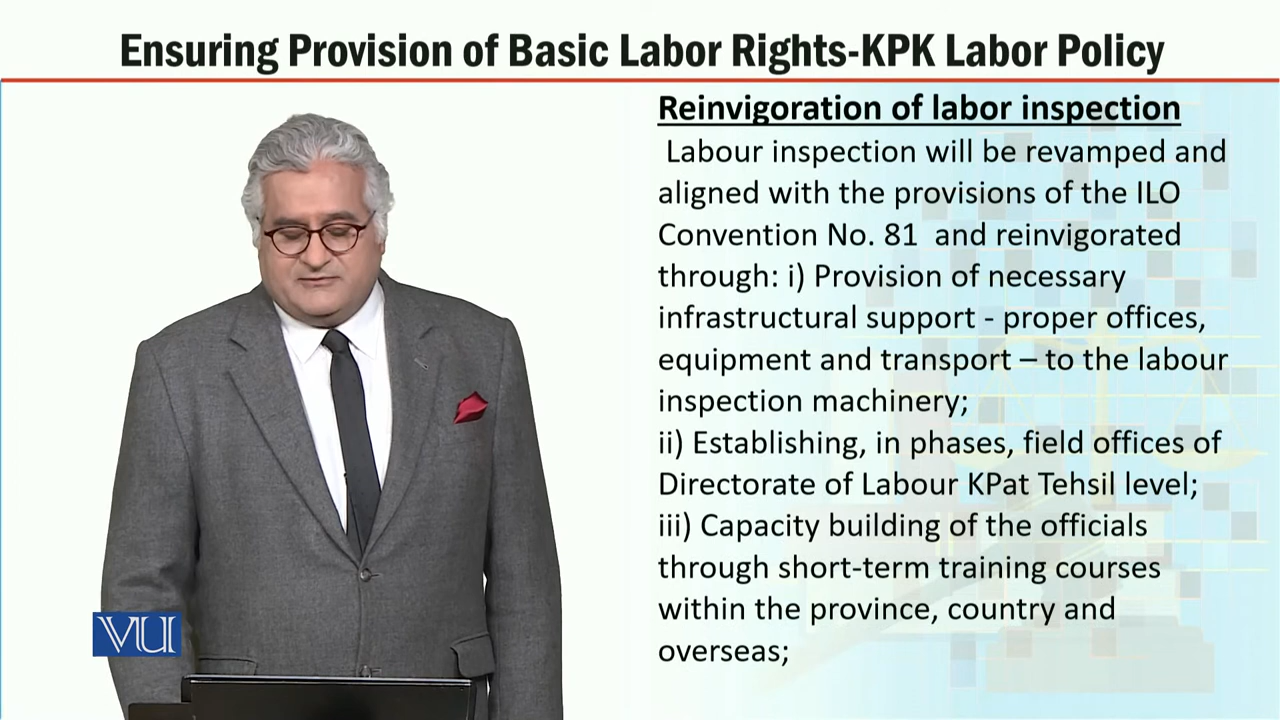 Ensuring Provision of Basic Labor Rights-KPK Labor Policy
Reinvigoration of labor inspection
Labour inspection will be revamped and
aligned with the provisions of the ILO
Convention No. 81 and reinvigorated
through: i) Provision of necessary
infrastructural support - proper offices,
equipment and transport – to the labour
inspection machinery;
ii) Establishing, in phases, field offices of
Directorate of Labour KPat Tehsil level;
iii) Capacity building of the officials
through short-term training courses
within the province, country and
overseas;
VU